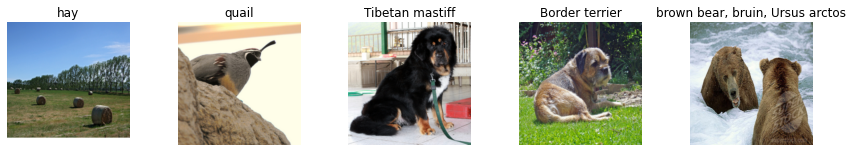 hay
quail
Tibetan mastiff
Border terrier
brown bear, bruin, Ursus arctos